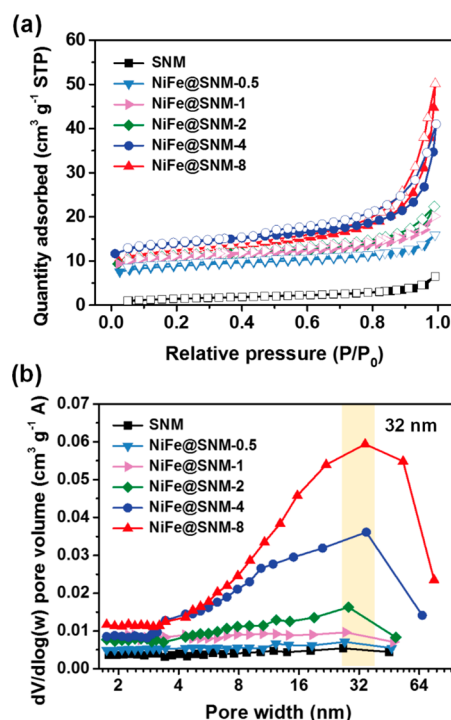 (a)
60
50
40
30
20
10
0
Quantity adsorbed (cm³ g⁻¹ STP)
SNM
NiFe@SNM-0.5
NiFe@SNM-1
NiFe@SNM-2
NiFe@SNM-4
NiFe@SNM-8
0.0 0.2 0.4 0.6 0.8 1.0
Relative pressure (P/P₀)
(b)
0.07
0.06
0.05
0.04
0.03
0.02
0.01
0.00
dV/dlog(w) pore volume (cm³ g⁻¹ A)
SNM
NiFe@SNM-0.5
NiFe@SNM-1
NiFe@SNM-2
NiFe@SNM-4
NiFe@SNM-8
32 nm
2 4 8 16 32 64
Pore width (nm)